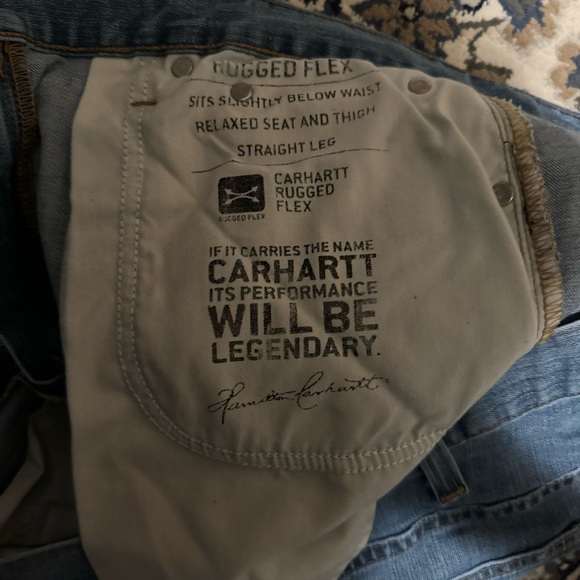 RUGGED FLEX
SITS SLIGHTLY BELOW WAIST
RELAXED SEAT AND THIGH
STRAIGHT LEG
CARHARTT
RUGGED
FLEX
RUGGED FLEX
IF IT CARRIES THE NAME
CARHARTT
ITS PERFORMANCE
WILL BE
LEGENDARY.
Hamilton Carhartt